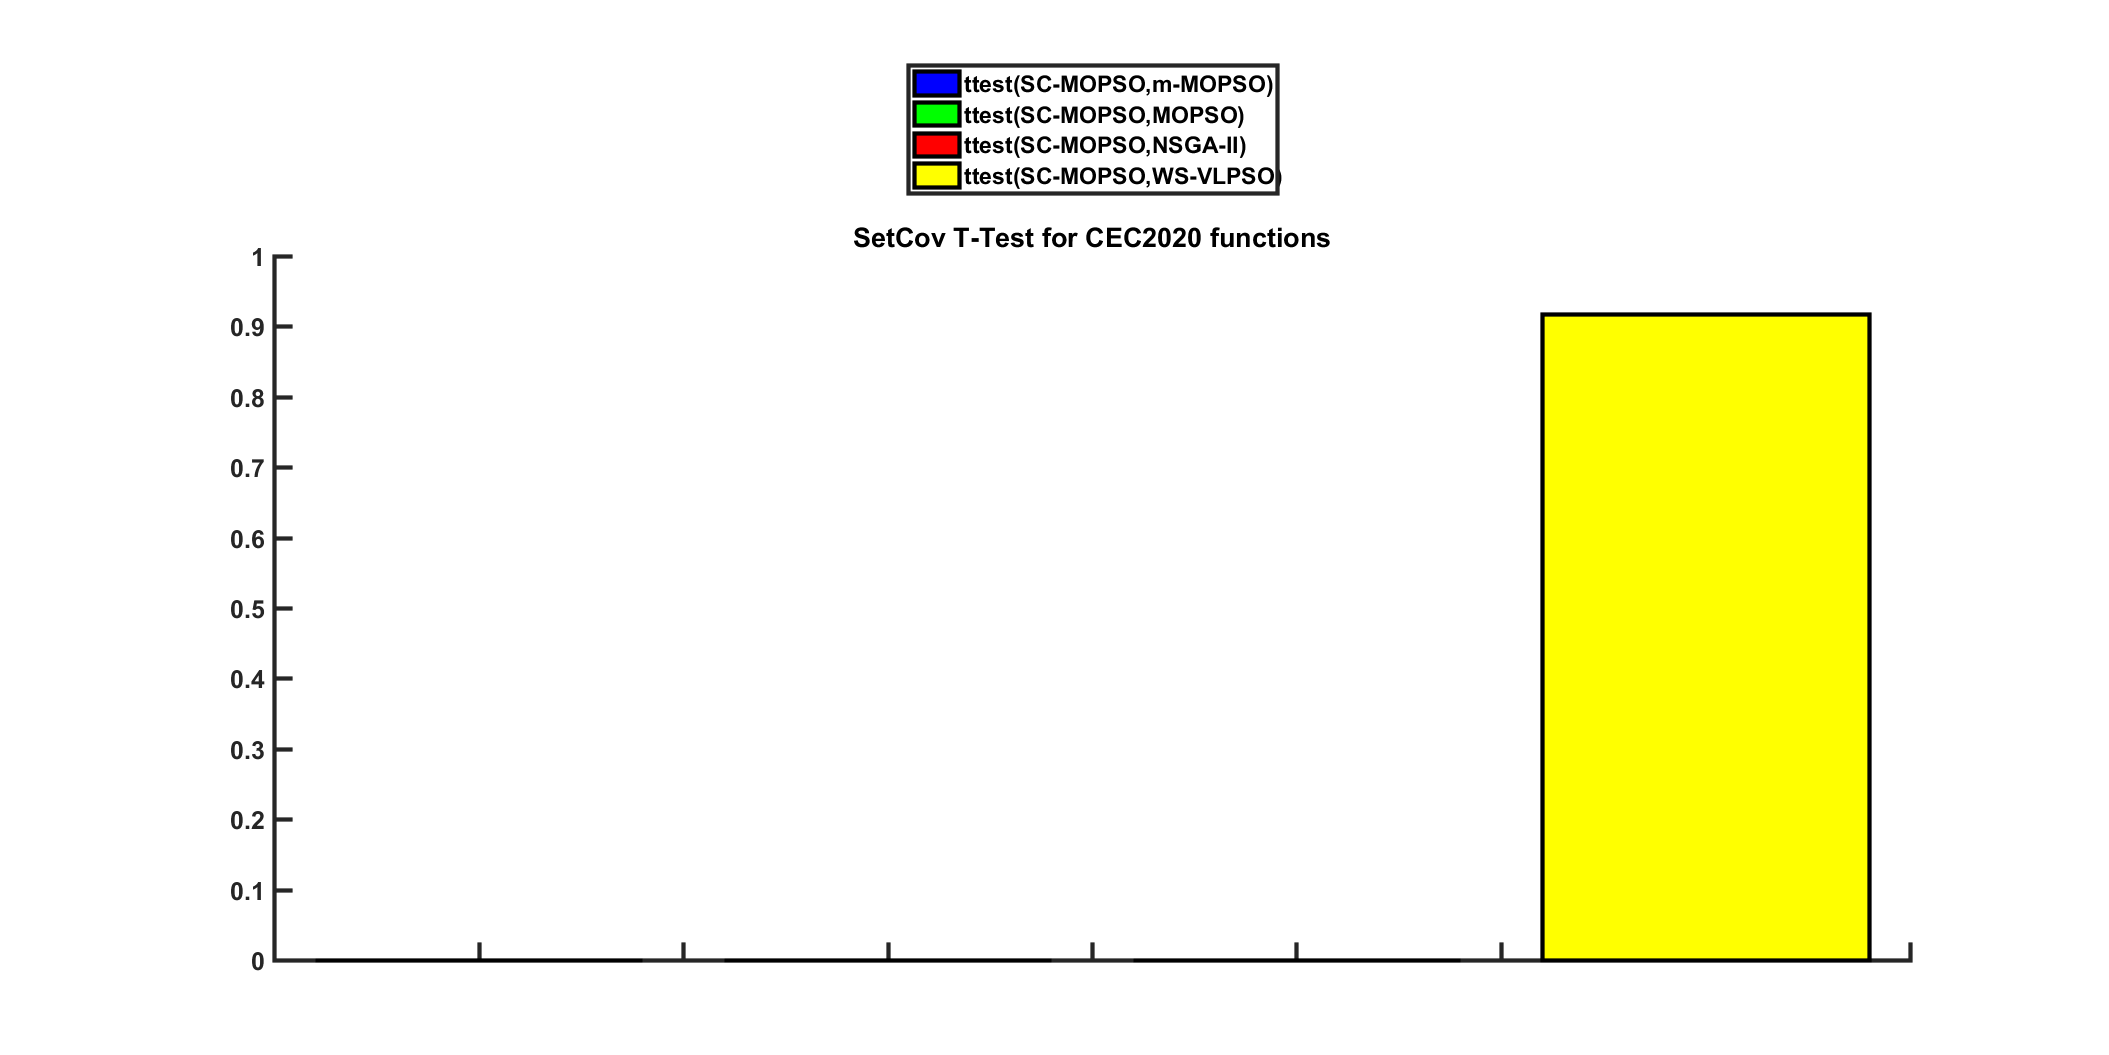 ttest(SC-MOPSO,m-MOPSO)
ttest(SC-MOPSO,MOPSO)
ttest(SC-MOPSO,NSGA-II)
ttest(SC-MOPSO,WS-VLPSO)
SetCov T-Test for CEC2020 functions
1
0.9
0.8
0.7
0.6
0.5
0.4
0.3
0.2
0.1
0